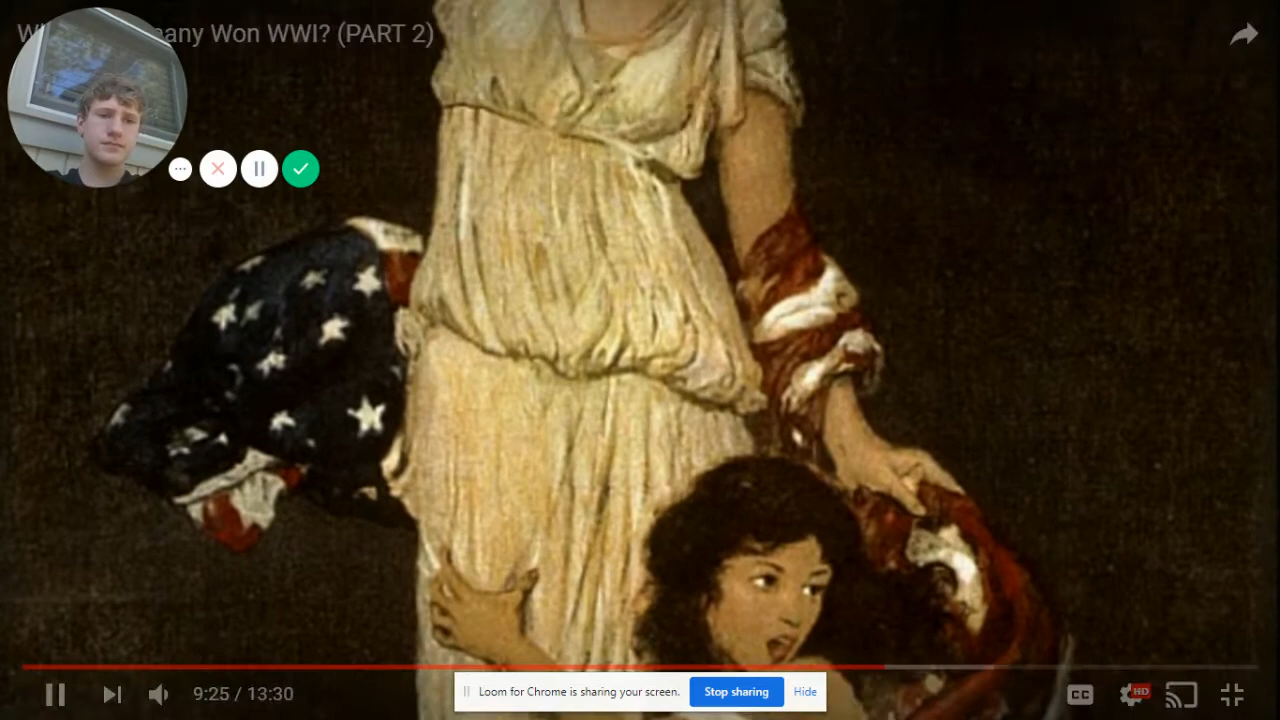 W any Won WWI? (PART 2)
9:25 / 13:30
Loom for Chrome is sharing your screen. Stop sharing Hide
CC HD